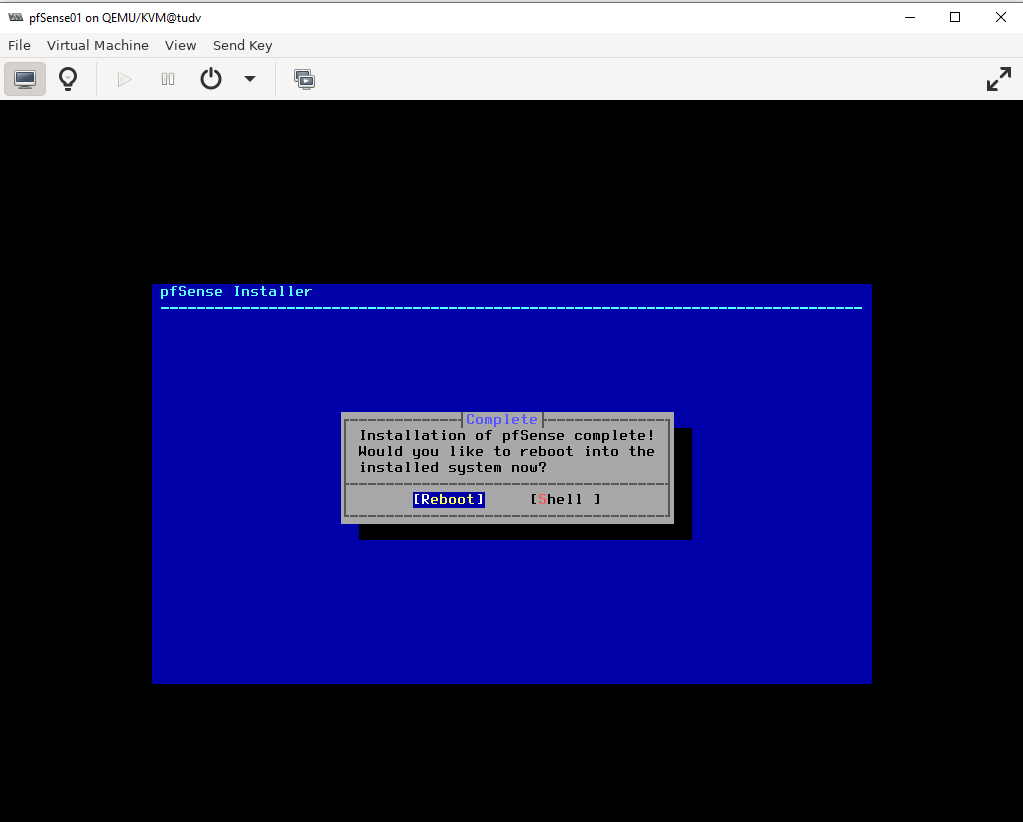 pfSense01 on QEMU/KVM@tudv
File Virtual Machine View Send Key
pfSense Installer
Complete
Installation of pfSense complete!
Would you like to reboot into the
installed system now?
[Reboot] [Shell ]